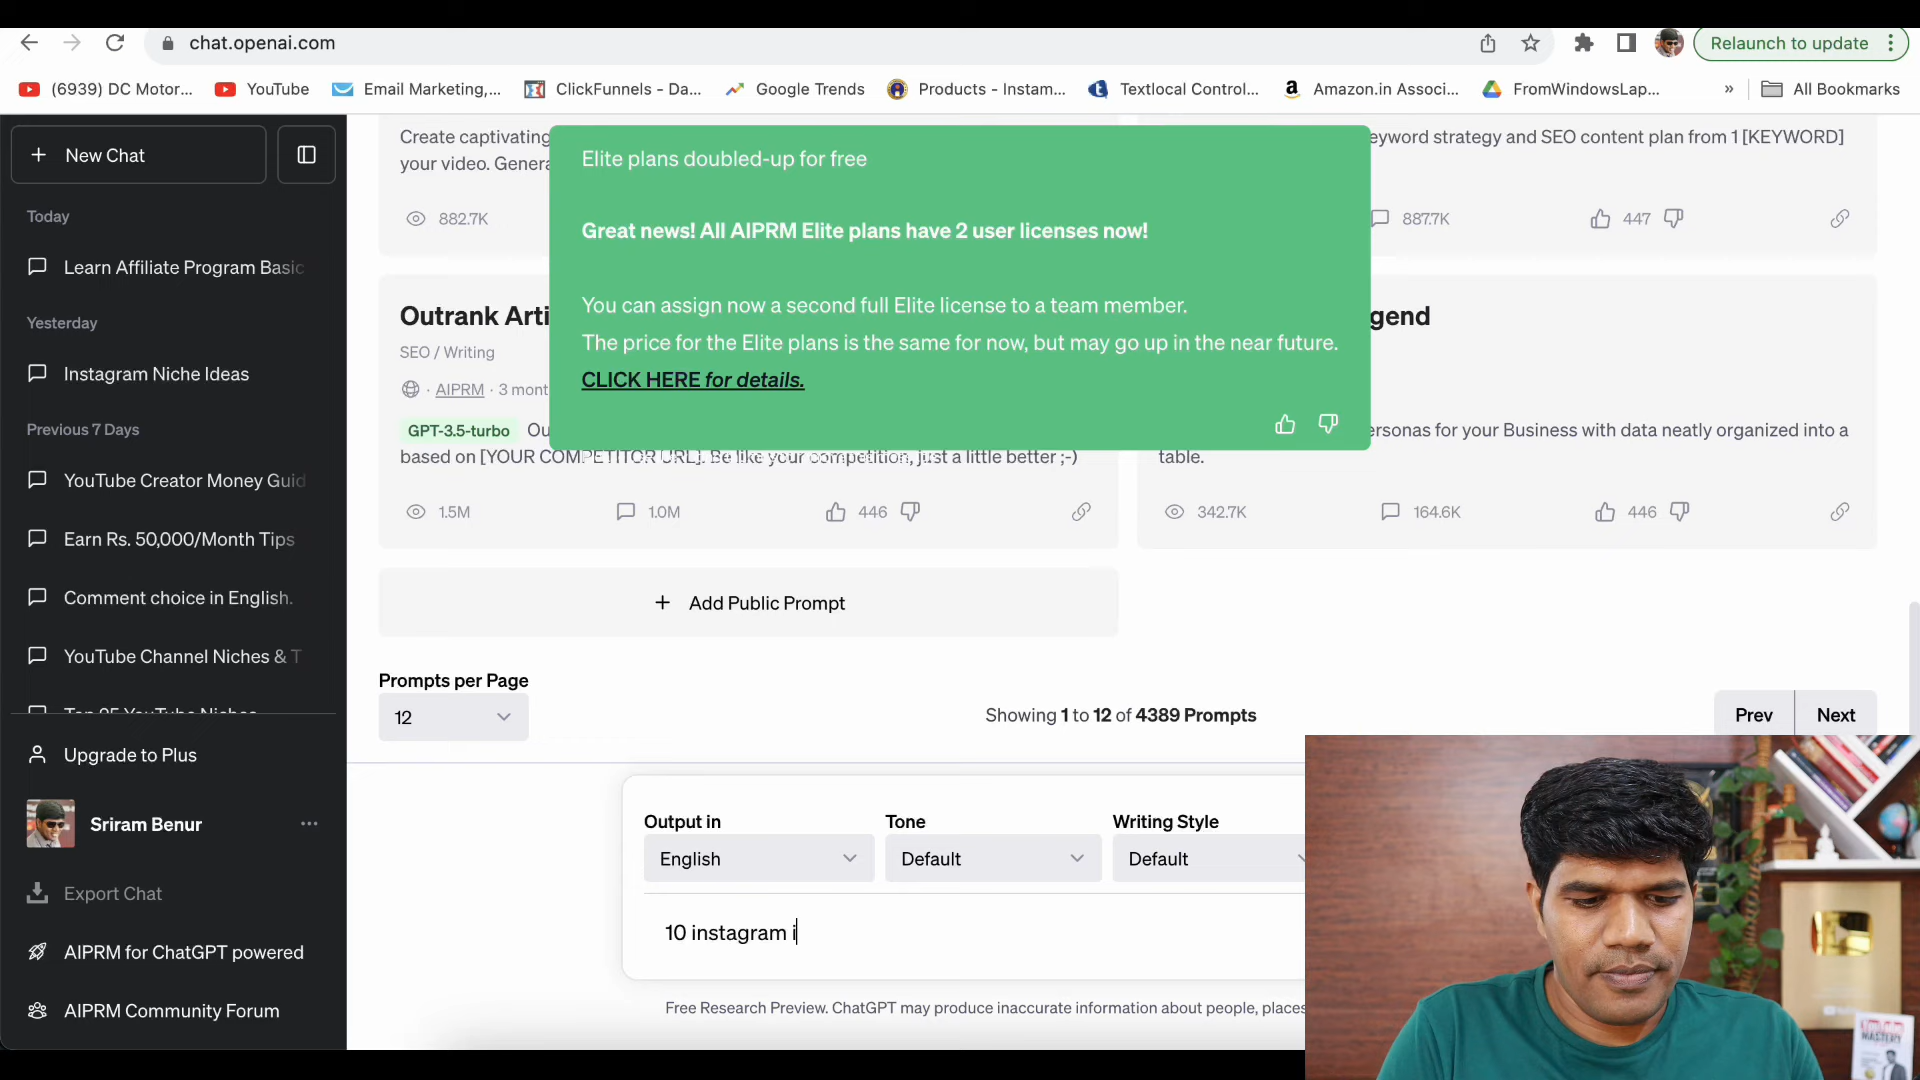 chat.openai.com
Relaunch to update
(6939) DC Motor...
YouTube
Email Marketing,...
ClickFunnels - Da...
Google Trends
Products - Instam...
Textlocal Control...
Amazon.in Associ...
FromWindowsLap...
»
All Bookmarks
+ New Chat
Today
Learn Affiliate Program Basic
Yesterday
Instagram Niche Ideas
Previous 7 Days
YouTube Creator Money Guid
Earn Rs. 50,000/Month Tips
Comment choice in English.
YouTube Channel Niches & T
Top 25 YouTube Niches
Upgrade to Plus
Sriram Benur
Export Chat
AIPRM for ChatGPT powered
AIPRM Community Forum
Create captivating
your video. Genera
882.7K
eyword strategy and SEO content plan from 1 [KEYWORD]
887.7K
447
Elite plans doubled-up for free
Great news! All AIPRM Elite plans have 2 user licenses now!
You can assign now a second full Elite license to a team member.
The price for the Elite plans is the same for now, but may go up in the near future.
CLICK HERE for details.
Outrank Arti
SEO / Writing
· AIPRM · 3 mont
GPT-3.5-turbo Ou
based on [YOUR COMPETITOR URL]. Be like your competition, just a little better ;-)
1.5M
1.0M
446
gend
ersonas for your Business with data neatly organized into a
table.
342.7K
164.6K
446
+ Add Public Prompt
Prompts per Page
12
Showing 1 to 12 of 4389 Prompts
Prev
Next
Output in
English
Tone
Default
Writing Style
Default
10 instagram i
Free Research Preview. ChatGPT may produce inaccurate information about people, places
MASTERY